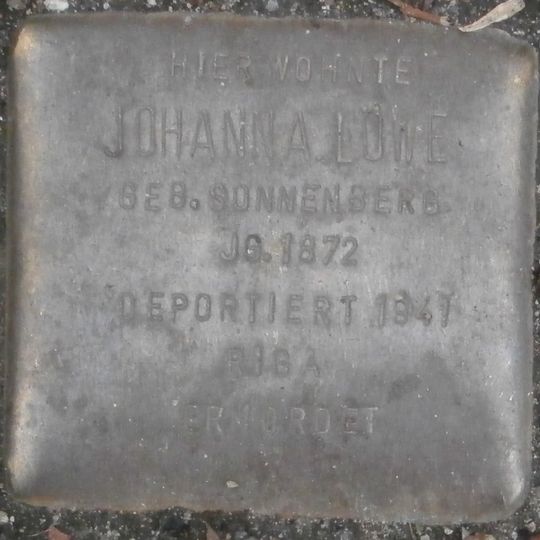 HIER WOHNTE
JOHANNA LÖWE
GEB. SONNENBERG
JG. 1872
DEPORTIERT 1941
RIGA
ERMORDET